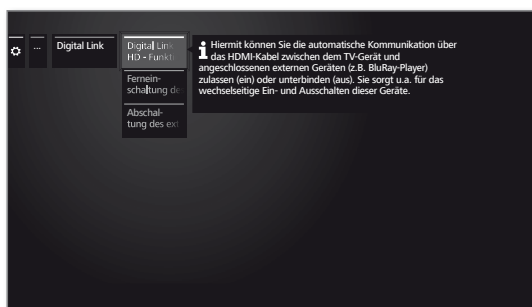 ...
Digital Link
Digital Link
HD - Funkti
Fernein-
schaltung de
Abschal-
tung des ext
i Hiermit können Sie die automatische Kommunikation über
das HDMI-Kabel zwischen dem TV-Gerät und
angeschlossenen externen Geräten (z.B. BluRay-Player)
zulassen (ein) oder unterbinden (aus). Sie sorgt u.a. für das
wechselseitige Ein- und Ausschalten dieser Geräte.